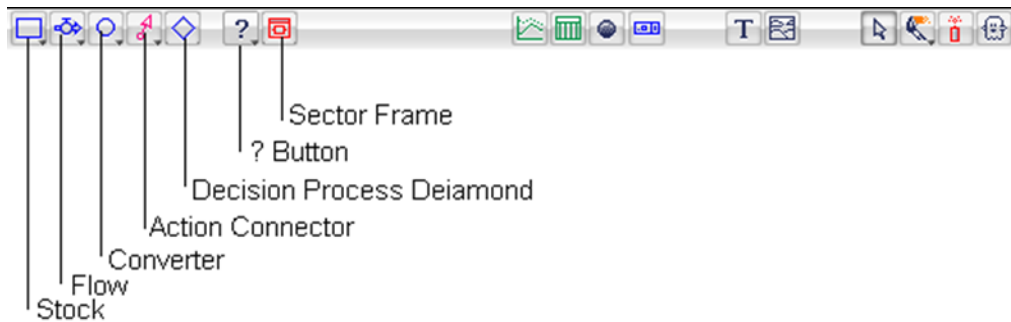 ? T
Sector Frame
? Button
Decision Process Deiamond
Action Connector
Converter
Flow
Stock